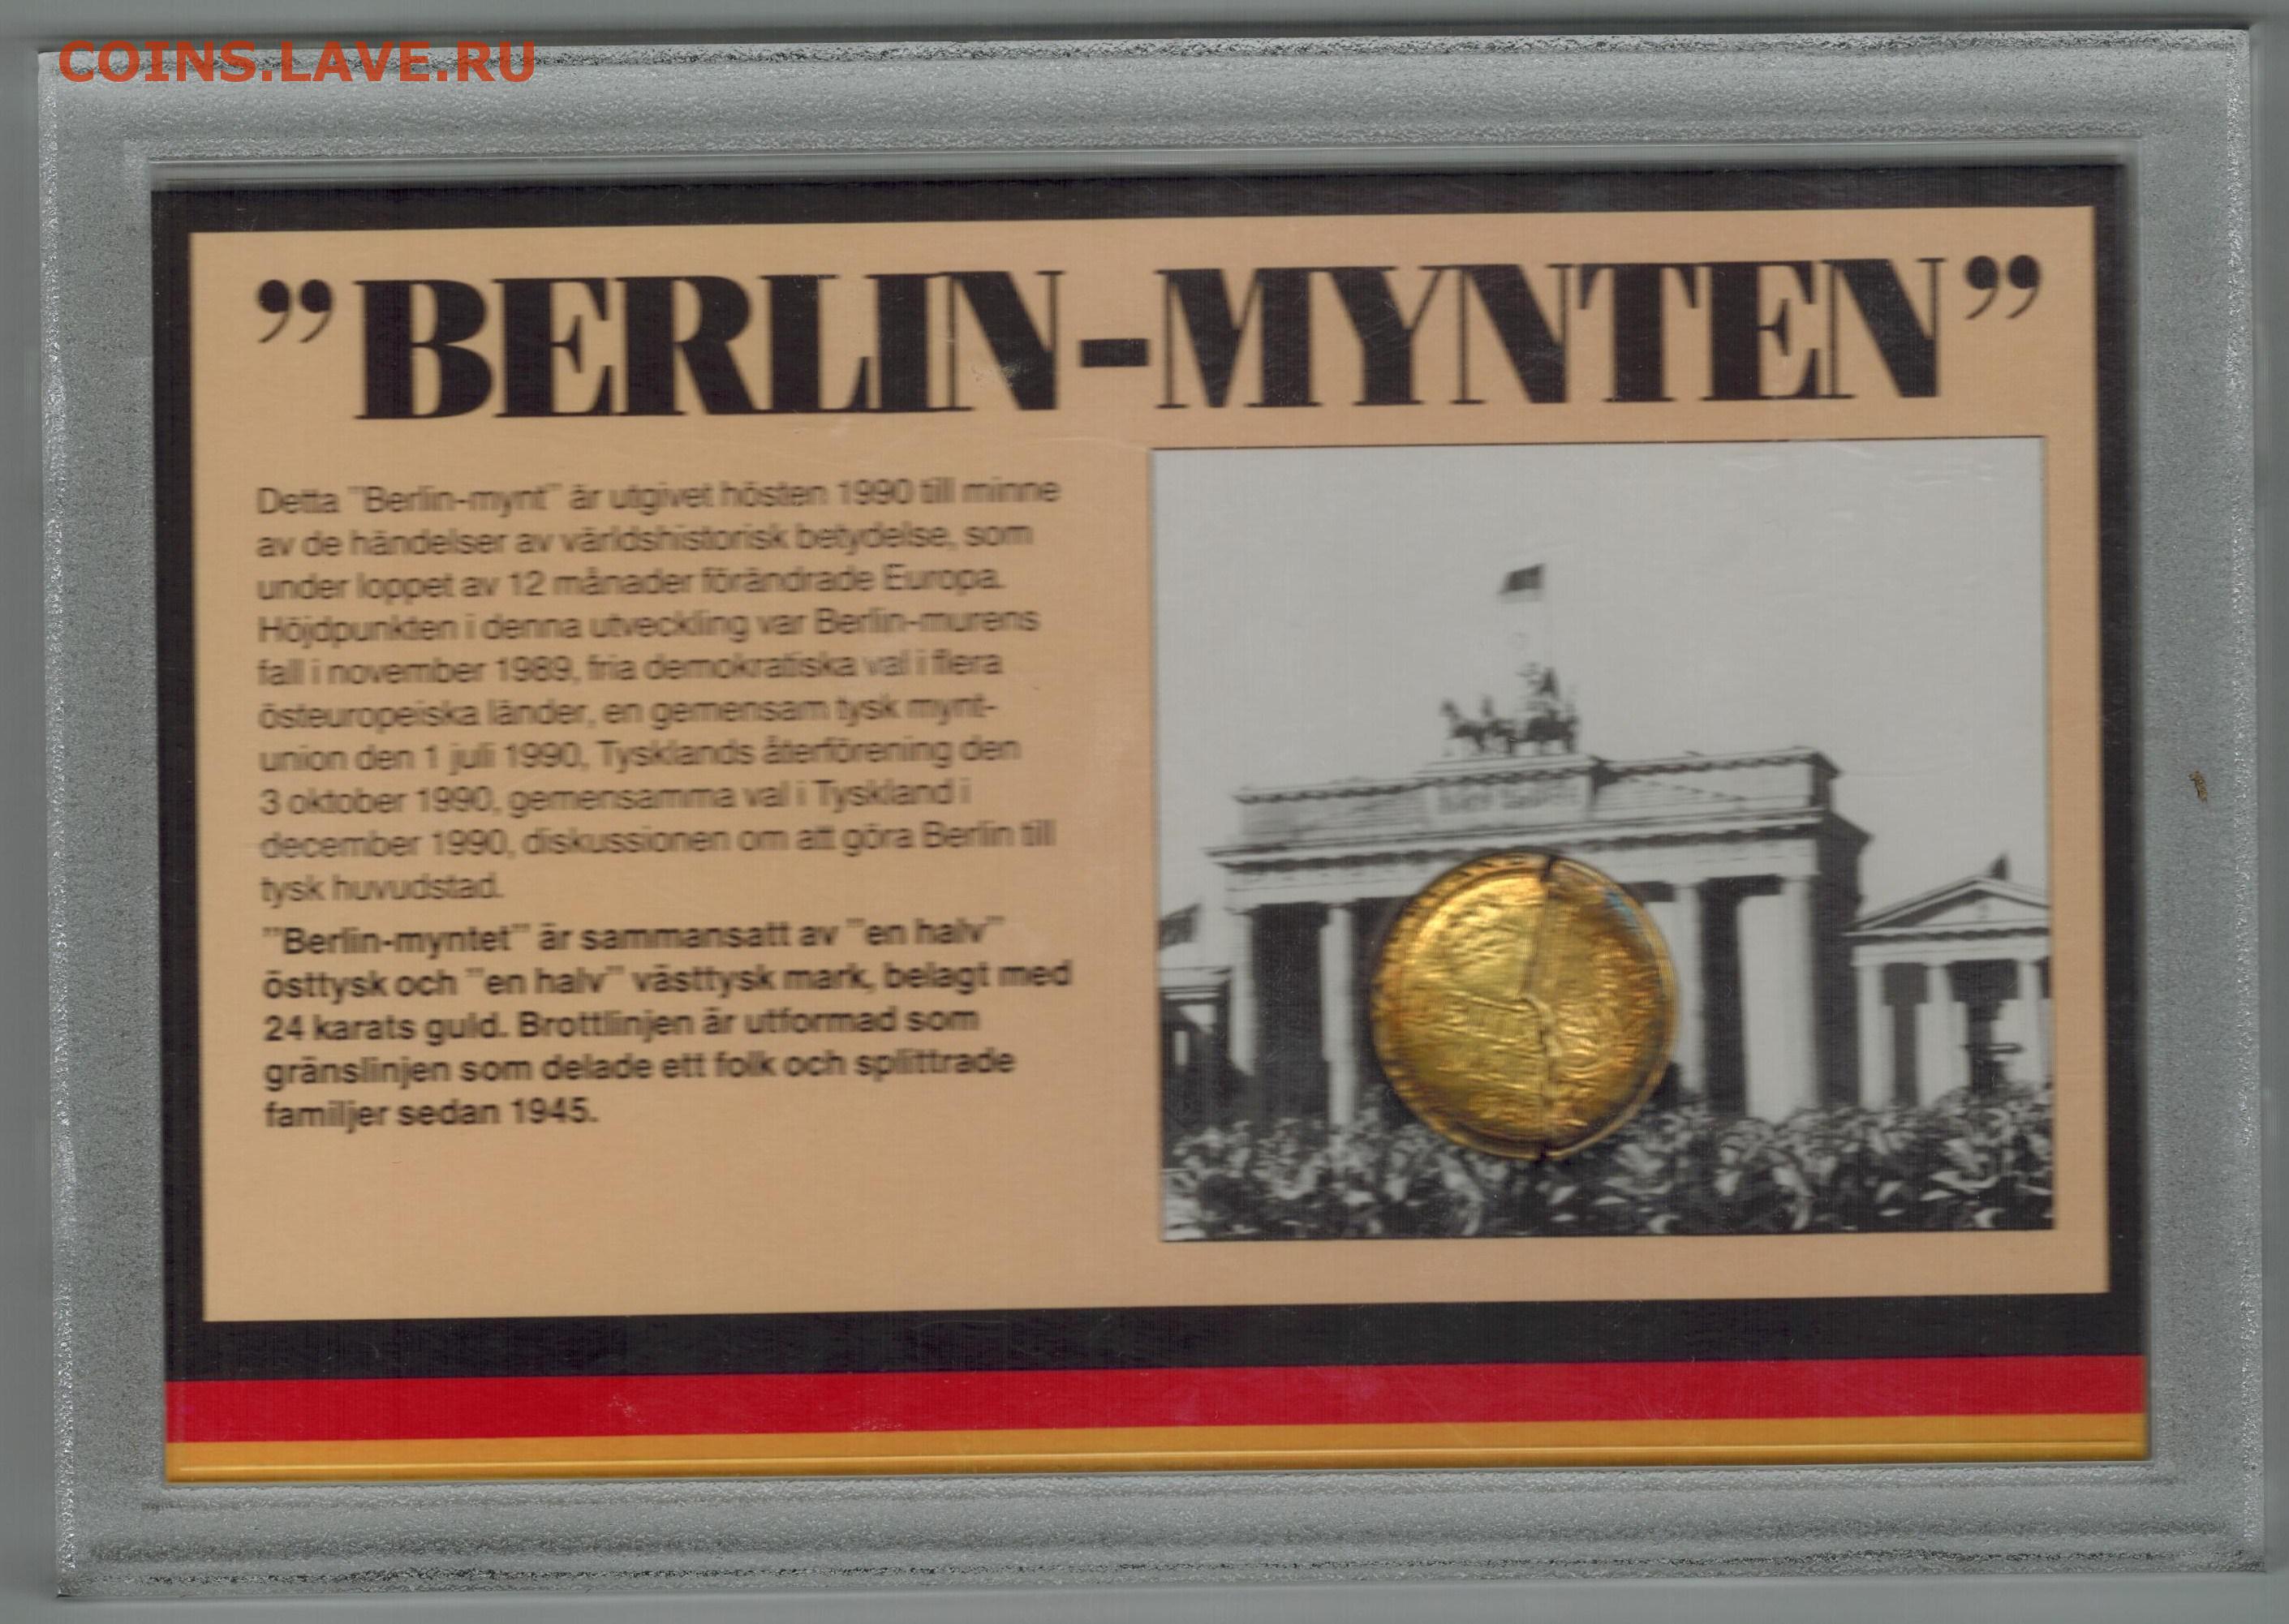 COINS.LAVE.RU
”BERLIN-MYNTEN”
Detta ”Berlin-mynt” är utgivet hösten 1990 till minne
av de händelser av världshistorisk betydelse, som
under loppet av 12 månader förändrade Europa.
Höjdpunkten i denna utveckling var Berlin-murens
fall i november 1989, fria demokratiska val i flera
östeuropeiska länder, en gemensam tysk mynt-
union den 1 juli 1990, Tysklands återförening den
3 oktober 1990, gemensamma val i Tyskland i
december 1990, diskussionen om att göra Berlin till
tysk huvudstad.
”Berlin-myntet” är sammansatt av ”en halv”
östtysk och ”en halv” västtysk mark, belagt med
24 karats guld. Brottlinjen är utformad som
gränslinjen som delade ett folk och splittrade
familjer sedan 1945.